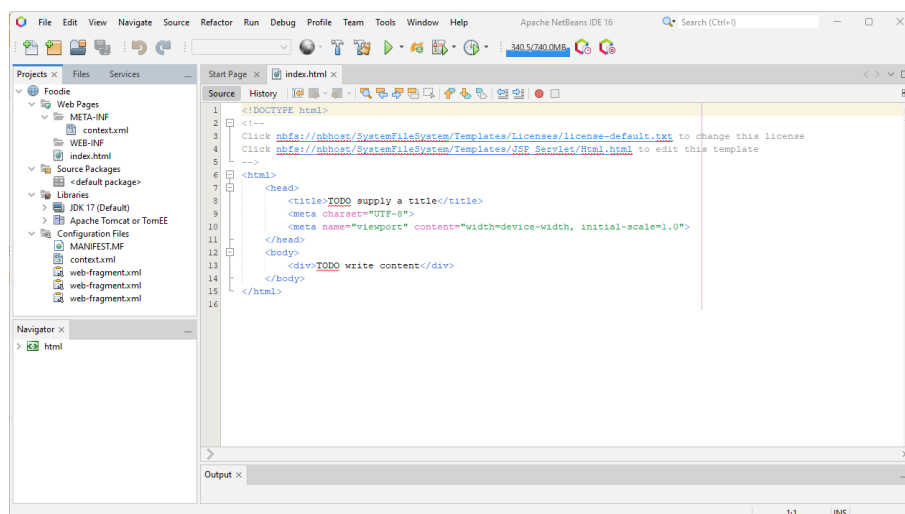 File Edit View Navigate Source Refactor Run Debug Profile Team Tools Window Help Apache NetBeans IDE 16 Search (Ctrl+I)
340.5/740.0MB
Projects Files Services
Foodie
Web Pages
META-INF
context.xml
WEB-INF
index.html
Source Packages
<default package>
Libraries
JDK 17 (Default)
Apache Tomcat or TomEE
Configuration Files
MANIFEST.MF
context.xml
web-fragment.xml
web-fragment.xml
web-fragment.xml
Navigator
html
Start Page index.html
Source History
1 <!DOCTYPE html>
2 <!--
3 Click nbfs://nbhost/SystemFileSystem/Templates/Licenses/license-default.txt to change this license
4 Click nbfs://nbhost/SystemFileSystem/Templates/JSP_Servlet/Html.html to edit this template
5 -->
6 <html>
7 <head>
8 <title>TODO supply a title</title>
9 <meta charset="UTF-8">
10 <meta name="viewport" content="width=device-width, initial-scale=1.0">
11 </head>
12 <body>
13 <div>TODO write content</div>
14 </body>
15 </html>
16
Output
1:1 INS